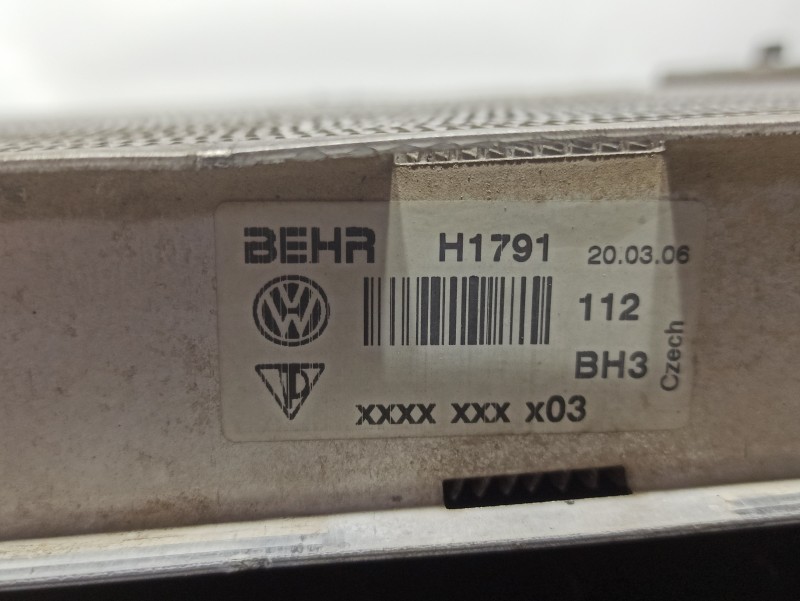 BEHR H1791 20.03.06
112
BH3
Czech
xxxx xxx x03